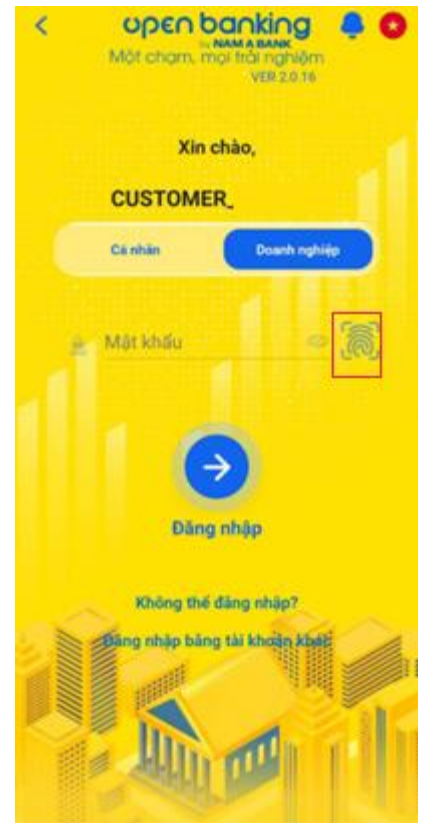 open banking
by NAM A BANK
Một chạm, mọi trải nghiệm
VER 2.0.16
Xin chào,
CUSTOMER_
Cá nhân
Doanh nghiệp
Mật khẩu
Đăng nhập
Không thể đăng nhập?
Đăng nhập bằng tài khoản khác